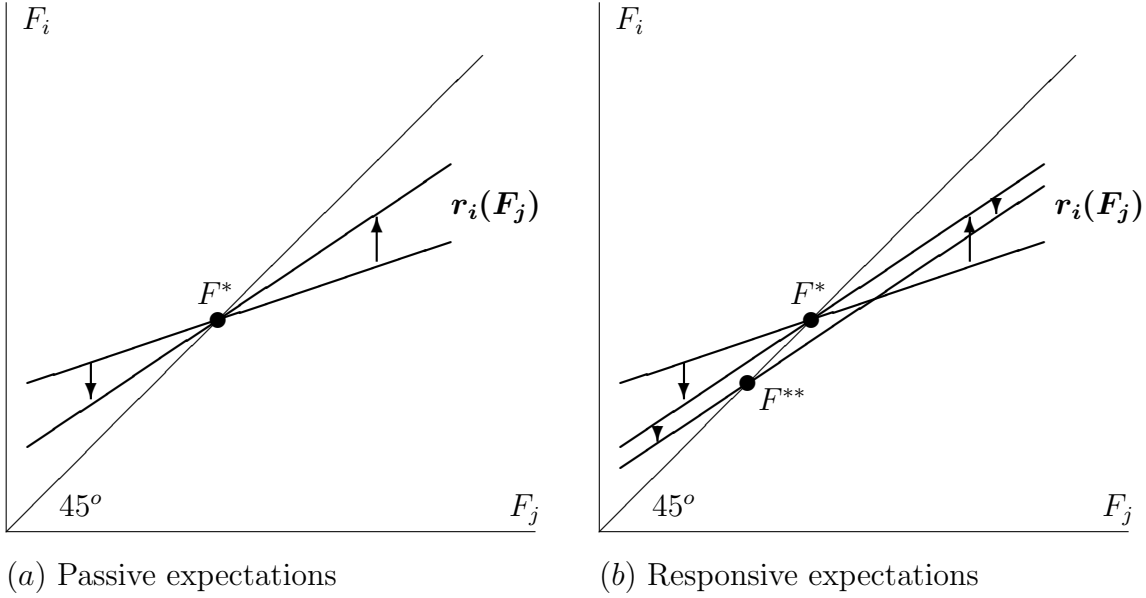 F_i
r_i(F_j)
F^*
45^o
F_j
(a) Passive expectations
F_i
r_i(F_j)
F^*
F^{**}
45^o
F_j
(b) Responsive expectations